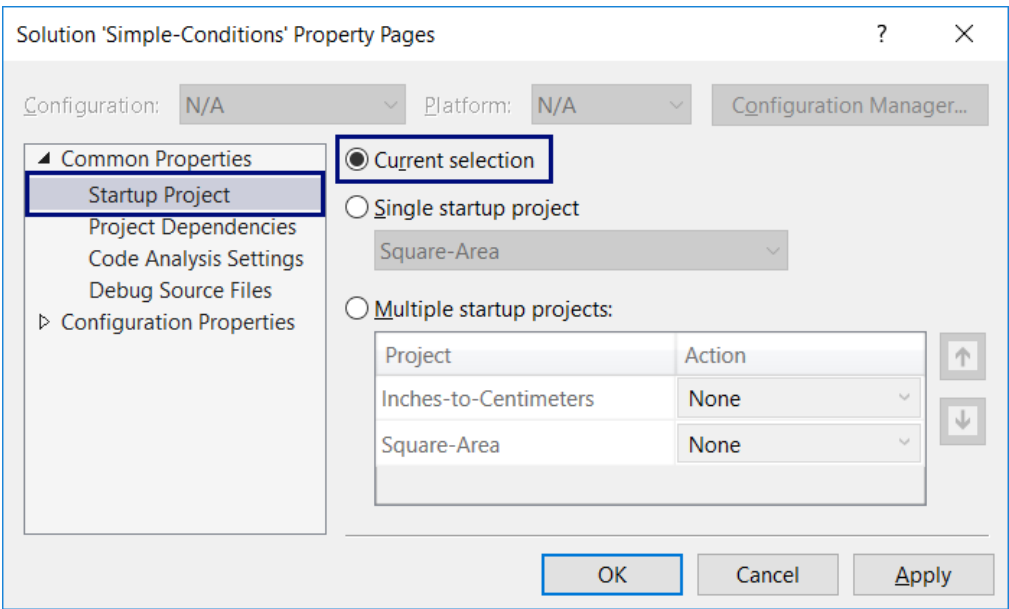 Solution 'Simple-Conditions' Property Pages ?
Configuration: N/A Platform: N/A Configuration Manager...
Common Properties
Startup Project
Project Dependencies
Code Analysis Settings
Debug Source Files
Configuration Properties
Current selection
Single startup project
Square-Area
Multiple startup projects:
Project Action
Inches-to-Centimeters None
Square-Area None
OK Cancel Apply